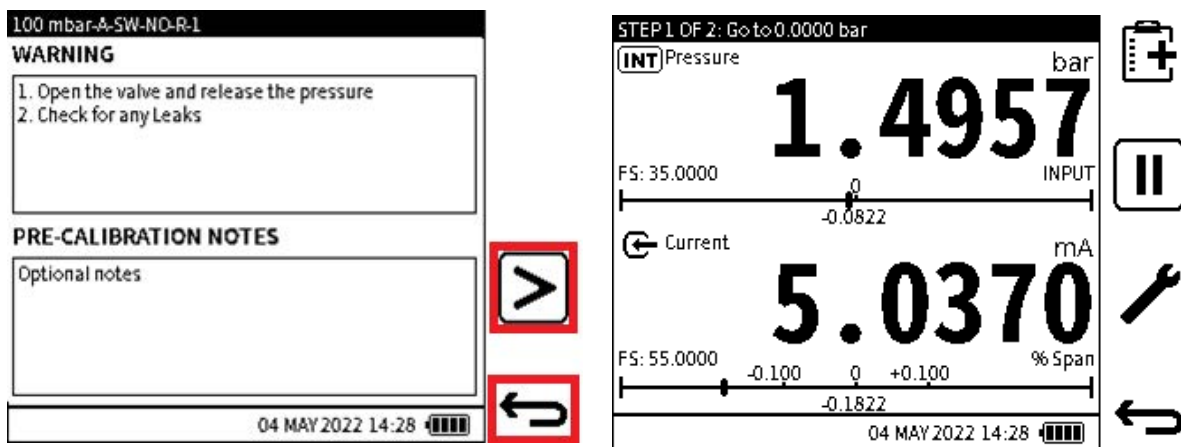 100 mbar-A-SW-NO-R-1
WARNING
1. Open the valve and release the pressure
2. Check for any Leaks
PRE-CALIBRATION NOTES
Optional notes
04 MAY 2022 14:28
STEP 1 OF 2: Go to 0.0000 bar
INT Pressure
bar
1.4957
FS: 35.0000
INPUT
0
-0.0822
Current
mA
5.0370
FS: 55.0000
% Span
-0.100 0 +0.100
-0.1822
04 MAY 2022 14:28